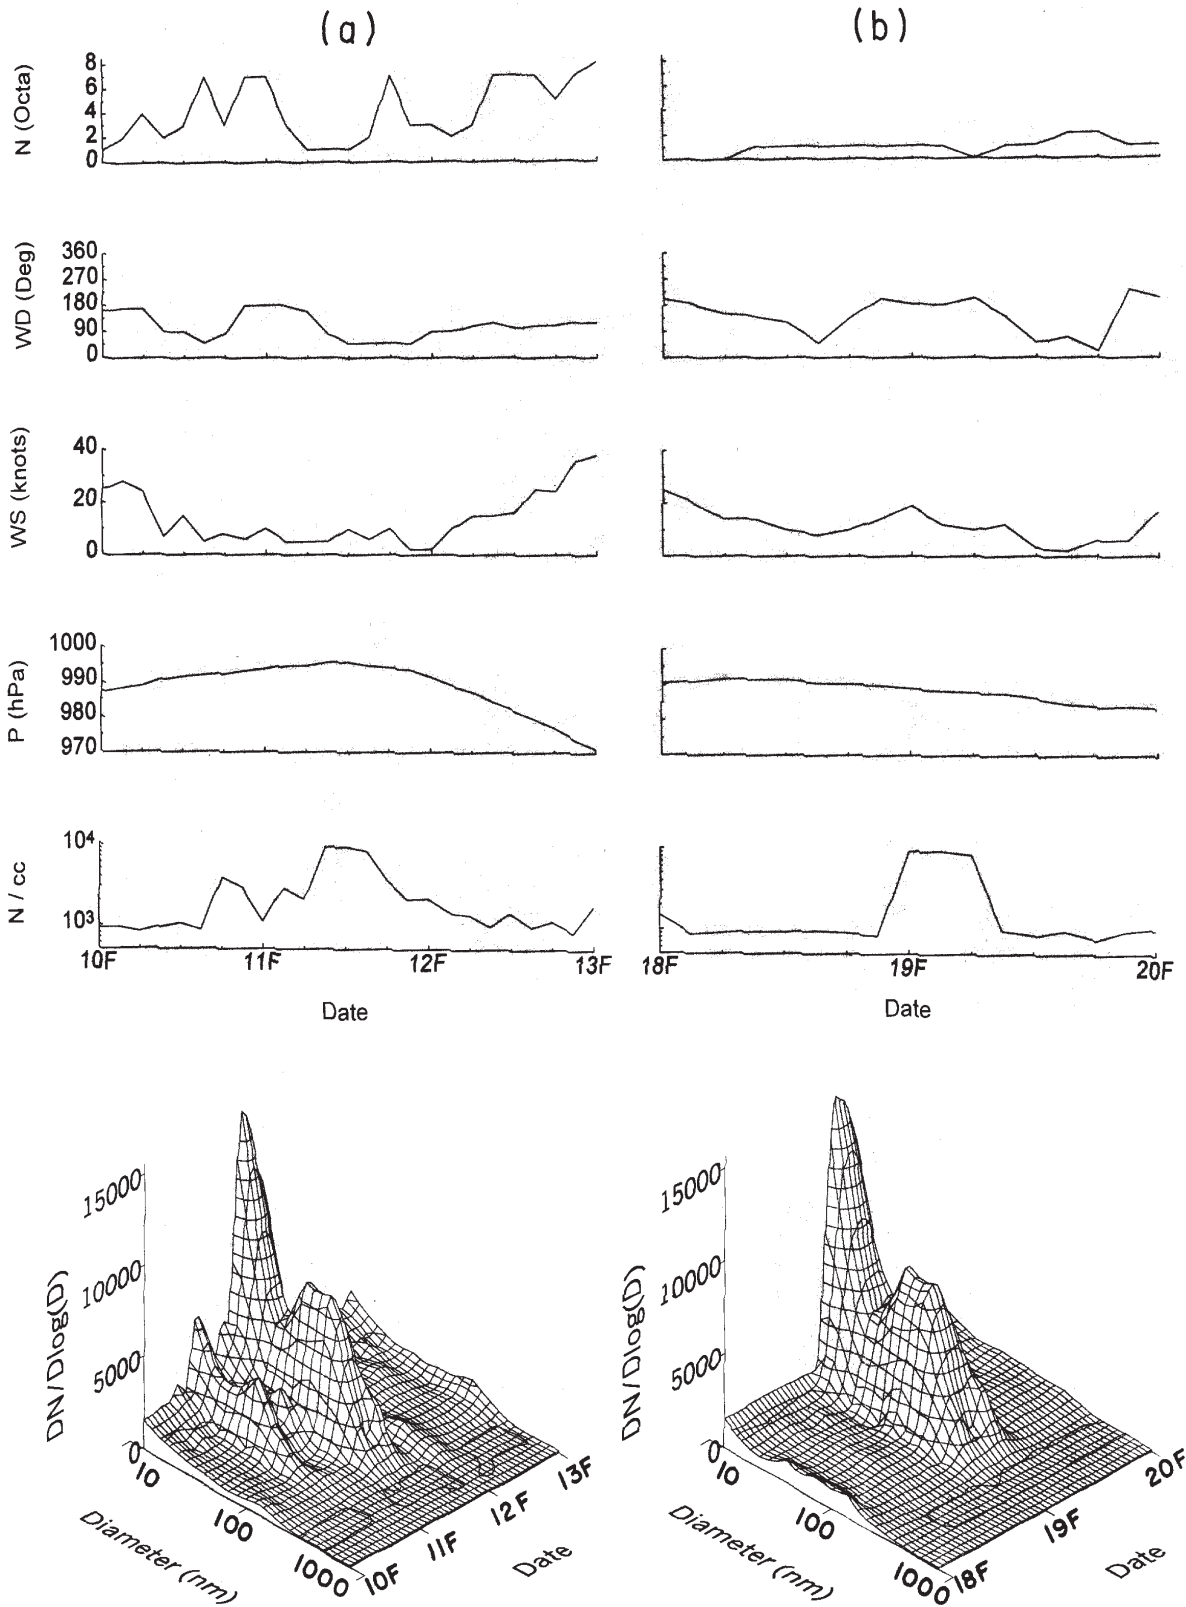 (a)
(b)
N (Octa)
8
6
4
2
0
WD (Deg)
360
270
180
90
0
WS (knots)
40
20
0
P (hPa)
1000
990
980
970
N / cc
10⁴
10³
10F 11F 12F 13F
18F 19F 20F
Date
Date
DN/Dlog(D)
15000
10000
5000
0
10
100
1000
Diameter (nm)
10F
11F
12F
13F
Date
DN/Dlog(D)
15000
10000
5000
0
10
100
1000
Diameter (nm)
18F
19F
20F
Date